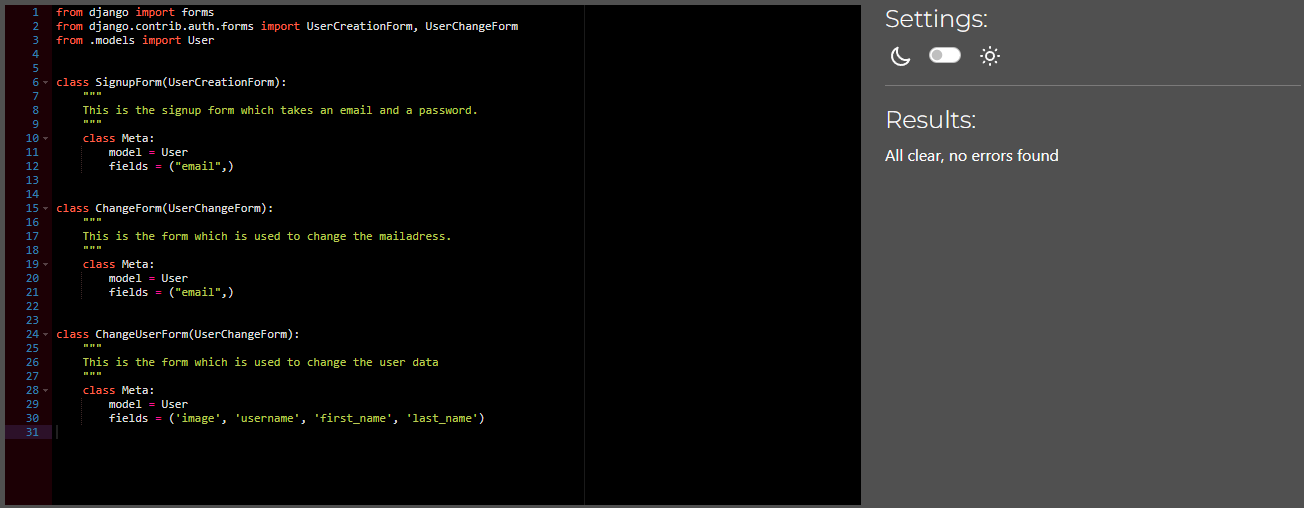 1 from django import forms
2 from django.contrib.auth.forms import UserCreationForm, UserChangeForm
3 from .models import User
4
5
6 class SignupForm(UserCreationForm):
7     """
8     This is the signup form which takes an email and a password.
9     """
10     class Meta:
11         model = User
12         fields = ("email",)
13
14
15 class ChangeForm(UserChangeForm):
16     """
17     This is the form which is used to change the mailadress.
18     """
19     class Meta:
20         model = User
21         fields = ("email",)
22
23
24 class ChangeUserForm(UserChangeForm):
25     """
26     This is the form which is used to change the user data
27     """
28     class Meta:
29         model = User
30         fields = ('image', 'username', 'first_name', 'last_name')
31
Settings:
Results:
All clear, no errors found